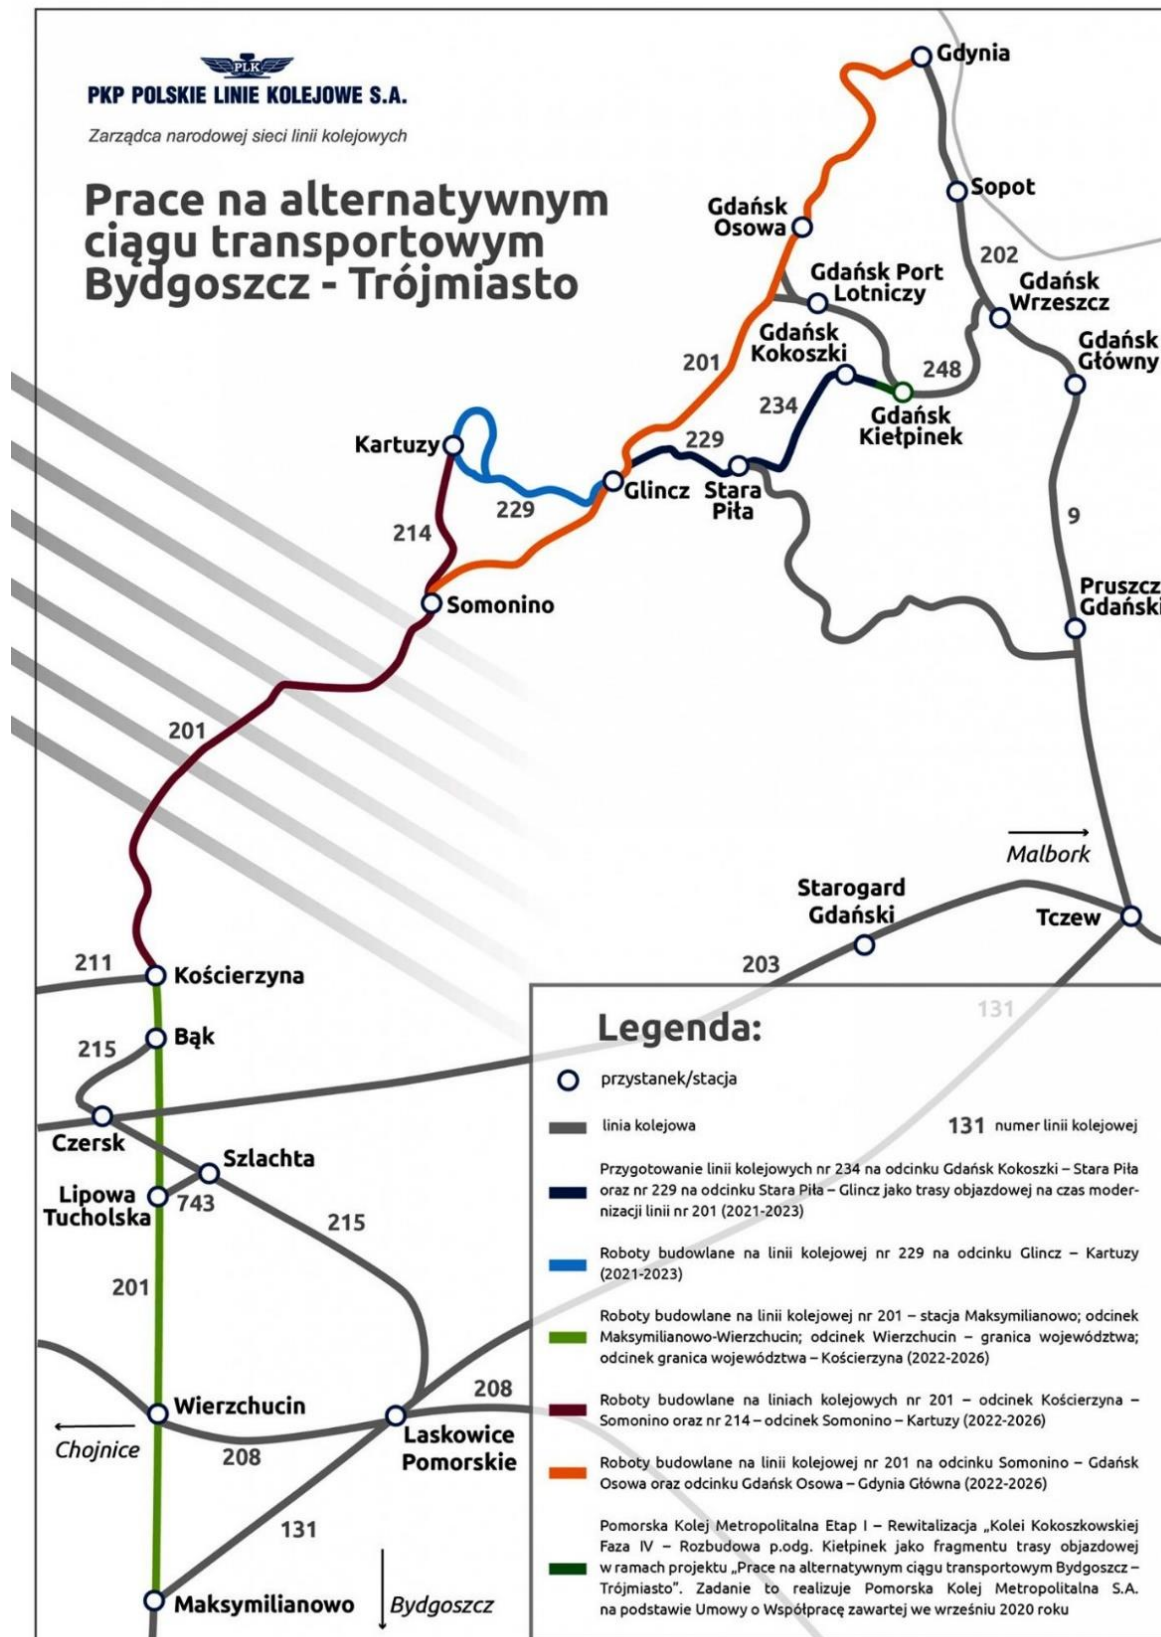 PLK
PKP POLSKIE LINIE KOLEJOWE S.A.
Zarządca narodowej sieci linii kolejowych
Prace na alternatywnym
ciągu transportowym
Bydgoszcz - Trójmiasto
Gdynia
Sopot
Gdańsk
Osowa
202
Gdańsk Port
Lotniczy
Gdańsk
Wrzeszcz
Gdańsk
Kokoszki
Gdańsk
Główny
201
248
234
Gdańsk
Kiełpinek
Kartuzy
229
Glincz
Stara
Piła
229
9
214
Somonino
Pruszcz
Gdański
201
Malbork
Starogard
Gdański
Tczew
203
211
Kościerzyna
131
Bąk
215
Czersk
Szlachta
Lipowa
Tucholska
743
215
201
Wierzchucin
208
Chojnice
208
Laskowice
Pomorskie
131
Maksymilianowo
Bydgoszcz
Legenda:
przystanek/stacja
linia kolejowa
131 numer linii kolejowej
Przygotowanie linii kolejowych nr 234 na odcinku Gdańsk Kokoszki – Stara Piła
oraz nr 229 na odcinku Stara Piła – Glincz jako trasy objazdowej na czas moder-
nizacji linii nr 201 (2021-2023)
Roboty budowlane na linii kolejowej nr 229 na odcinku Glincz – Kartuzy
(2021-2023)
Roboty budowlane na linii kolejowej nr 201 – stacja Maksymilianowo; odcinek
Maksymilianowo-Wierzchucin; odcinek Wierzchucin – granica województwa;
odcinek granica województwa – Kościerzyna (2022-2026)
Roboty budowlane na liniach kolejowych nr 201 – odcinek Kościerzyna –
Somonino oraz nr 214 – odcinek Somonino – Kartuzy (2022-2026)
Roboty budowlane na linii kolejowej nr 201 na odcinku Somonino – Gdańsk
Osowa oraz odcinku Gdańsk Osowa – Gdynia Główna (2022-2026)
Pomorska Kolej Metropolitalna Etap I – Rewitalizacja „Kolei Kokoszkowskiej
Faza IV – Rozbudowa p.odg. Kiełpinek jako fragmentu trasy objazdowej
w ramach projektu „Prace na alternatywnym ciągu transportowym Bydgoszcz –
Trójmiasto”. Zadanie to realizuje Pomorska Kolej Metropolitalna S.A.
na podstawie Umowy o Współpracę zawartej we wrześniu 2020 roku